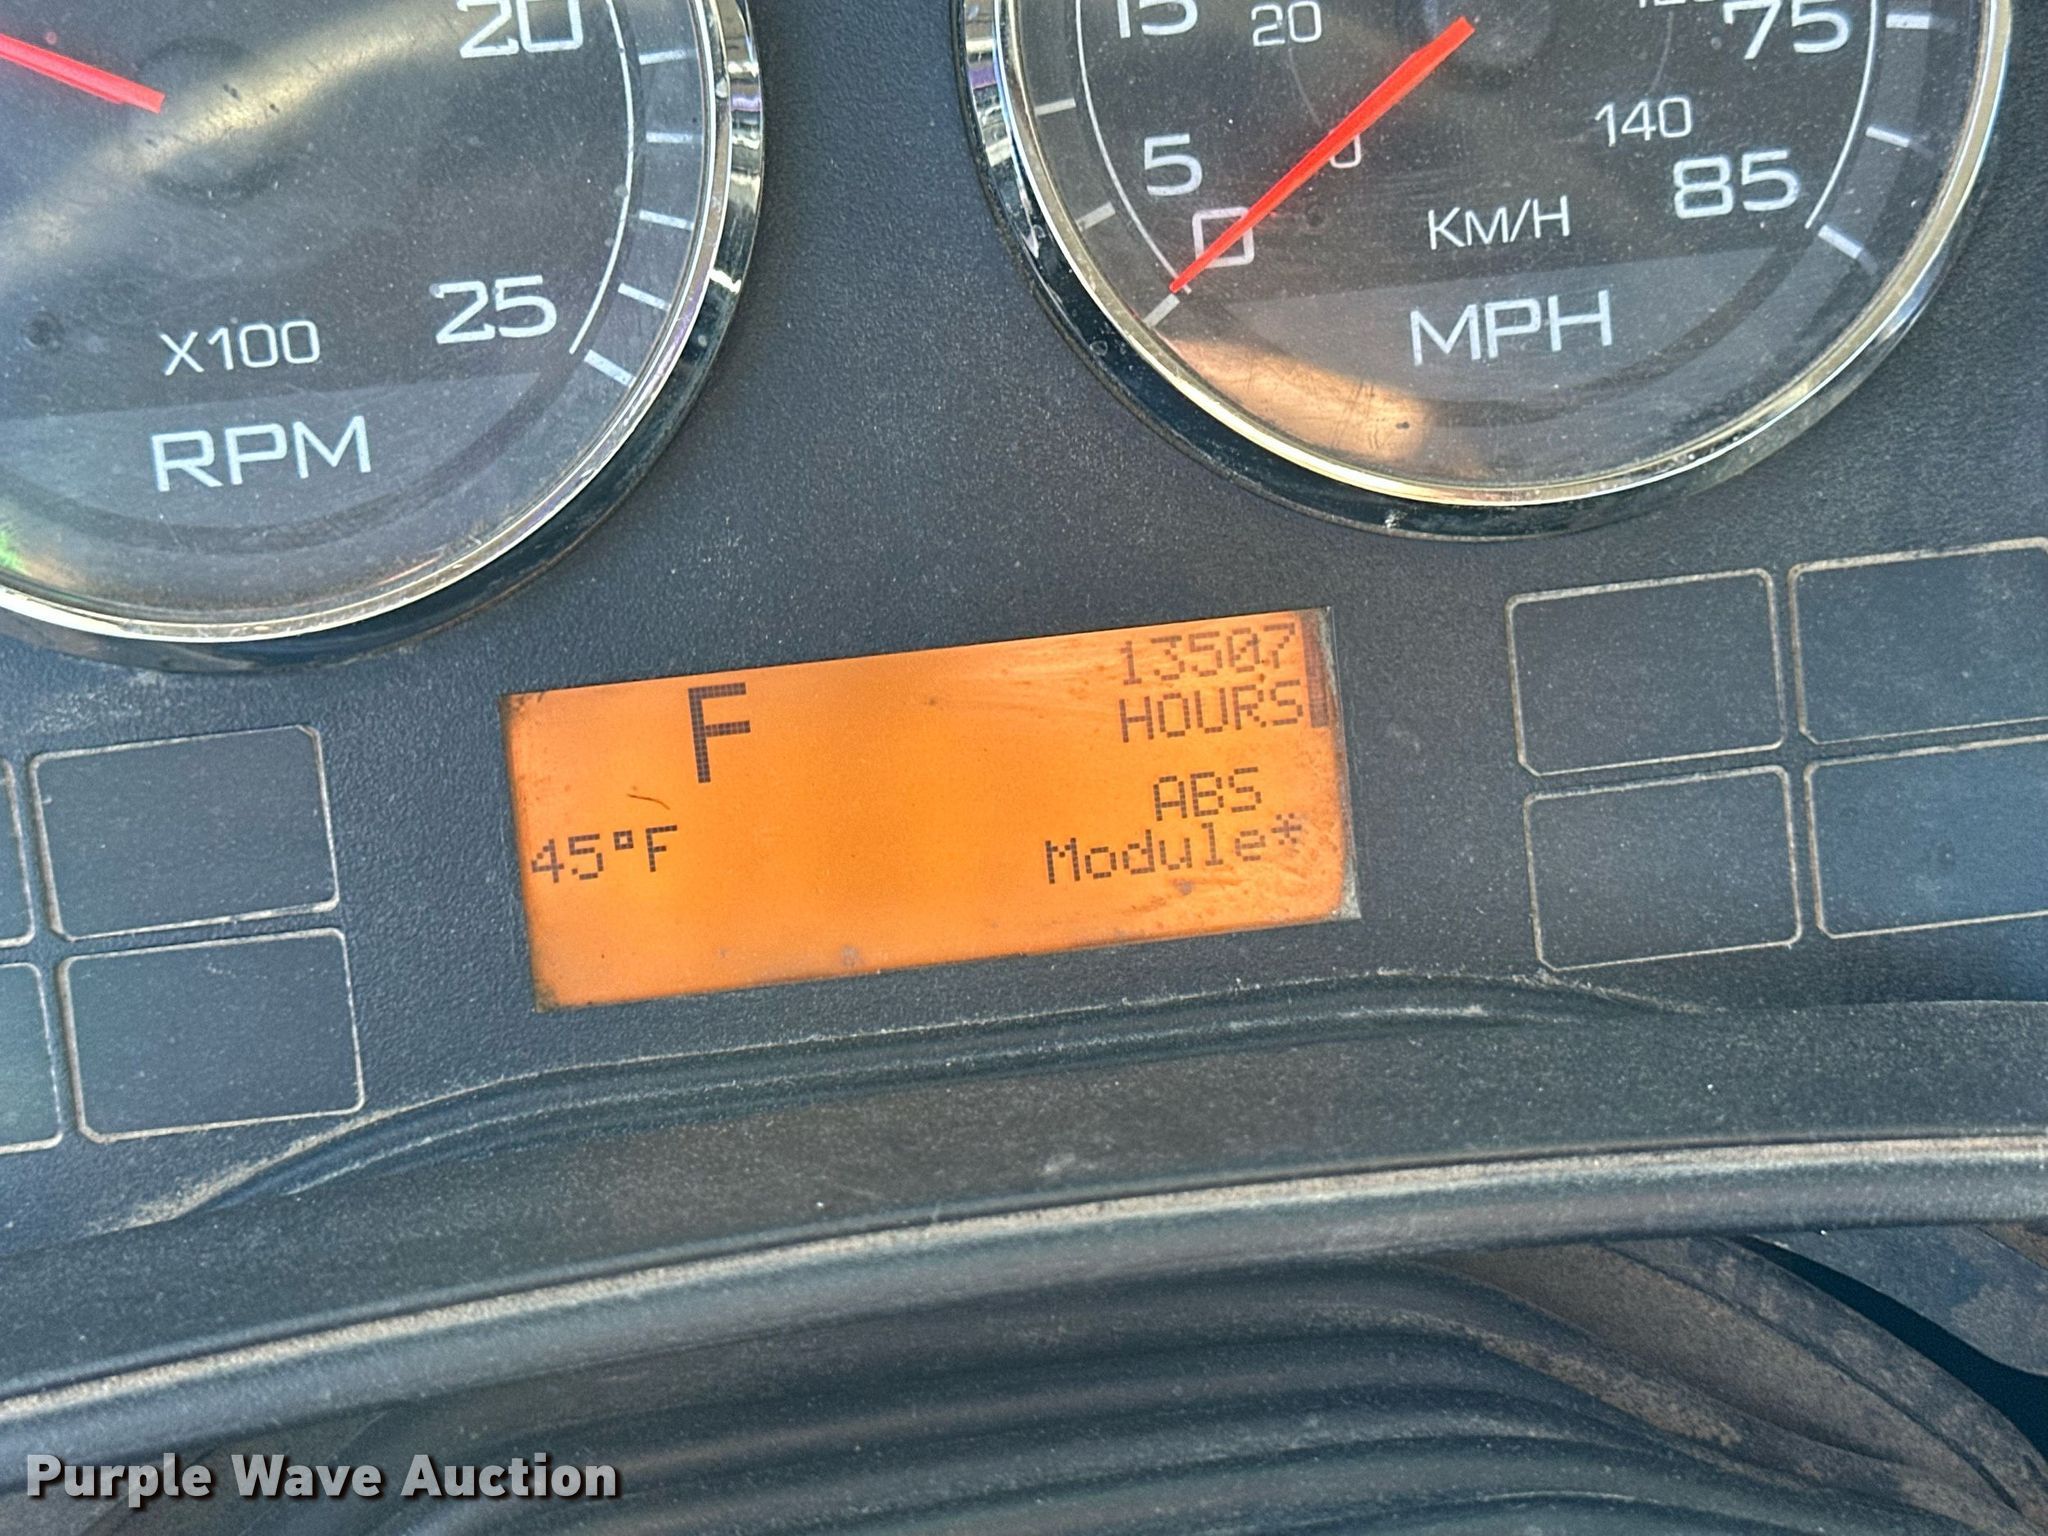 20
25
X100
RPM
15
20
5
0
0
75
140
85
KM/H
MPH
13507
HOURS
F
ABS
45°F
Module*
Purple Wave Auction